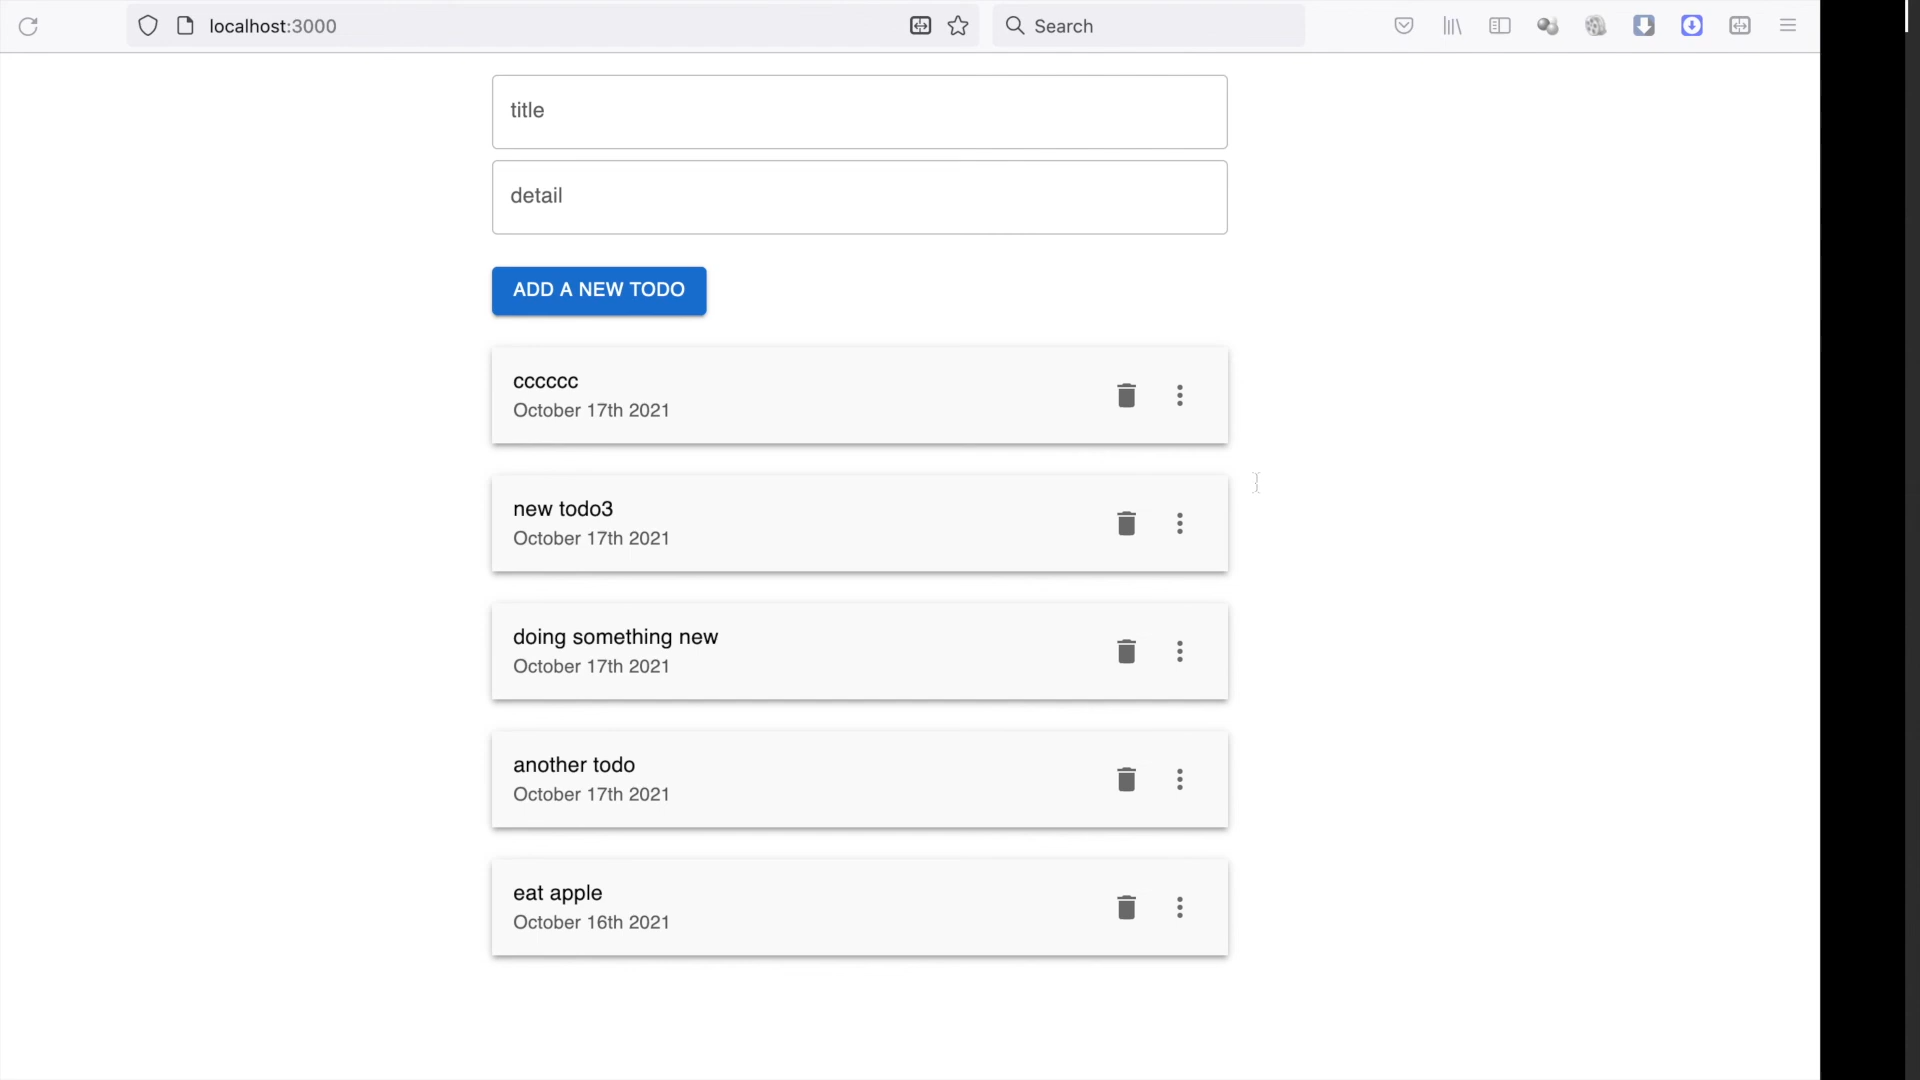 localhost:3000
Search
title
detail
ADD A NEW TODO
cccccc
October 17th 2021
new todo3
October 17th 2021
doing something new
October 17th 2021
another todo
October 17th 2021
eat apple
October 16th 2021